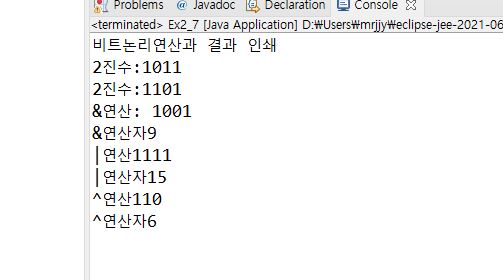 Problems @ Javadoc Declaration Console
<terminated> Ex2_7 [Java Application] D:₩Users₩mrjjy₩eclipse-jee-2021-06
비트논리연산과 결과 인쇄
2진수:1011
2진수:1101
&연산: 1001
&연산자9
|연산1111
|연산자15
^연산110
^연산자6